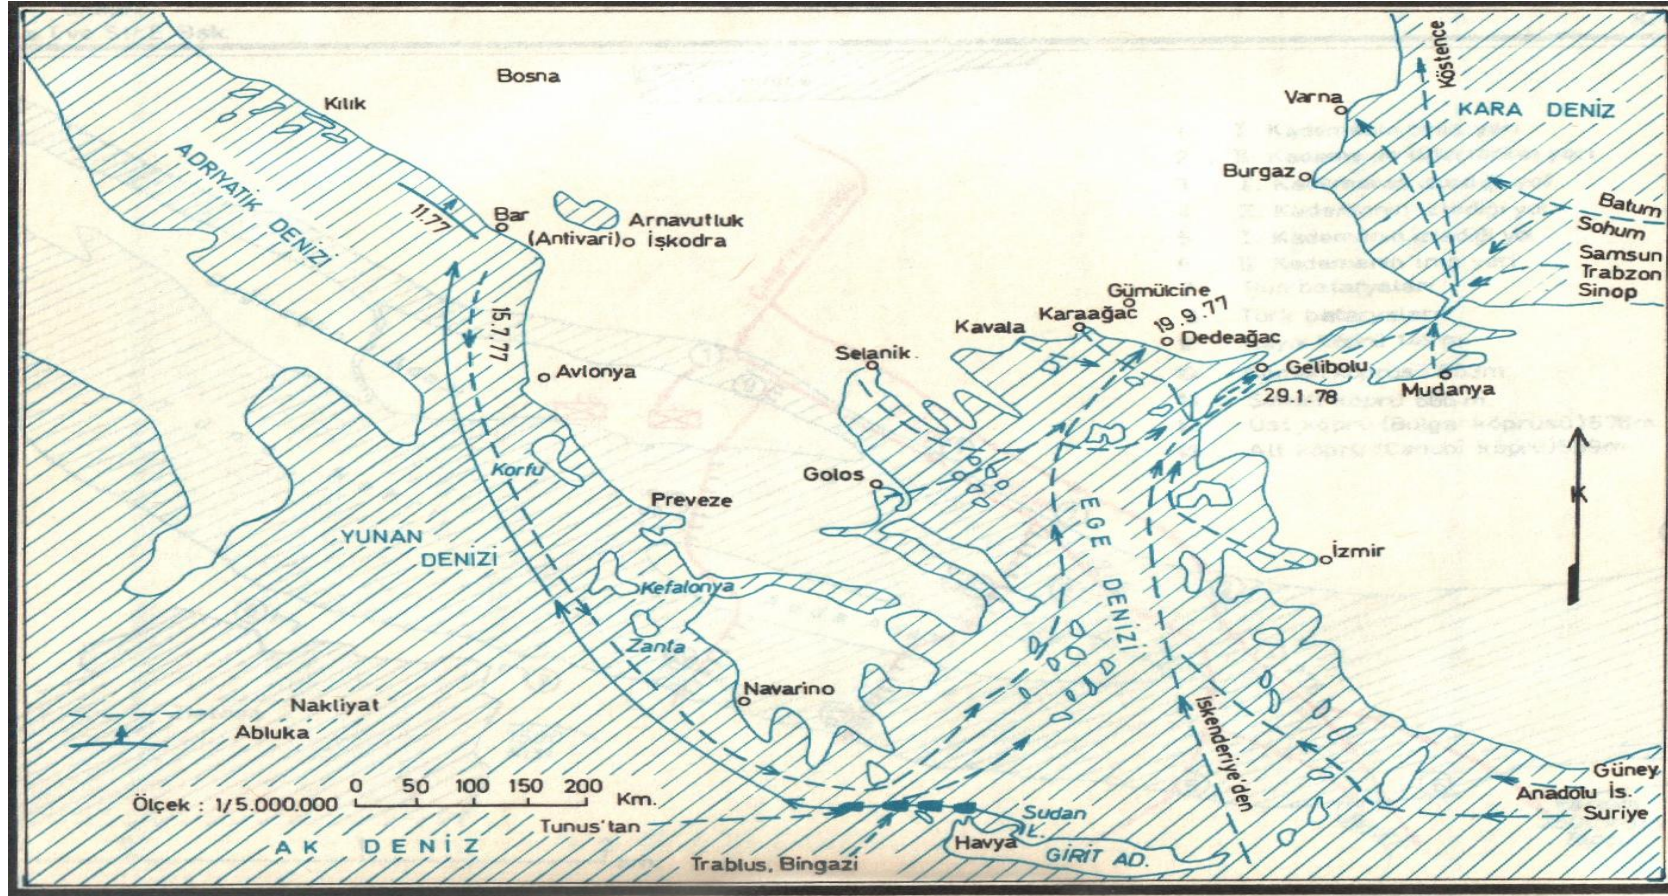 Bosna
Kılık
ADRIYATİK DENİZİ
11.77
Bar
(Antivari)
Arnavutluk
İşkodra
15.7.77
Avlonya
Korfu
Preveze
YUNAN
DENİZİ
Kefalonya
Zanta
Navarino
Golos
Selanik
Kavala
Karaağaç
Gümülcine
19.9.77
Dedeağac
Gelibolu
29.1.78
Mudanya
İzmir
EGE DENİZİ
Köstence
Varna
KARA DENİZ
Burgaz
Batum
Sohum
Samsun
Trabzon
Sinop
K
İskenderiye'den
Güney
Anadolu İs.
Suriye
Sudan
Ł.
Havya
GİRİT AD.
Nakliyat
Abluka
0 50 100 150 200
Ölçek : 1/5.000.000 Km.
Tunus'tan
AK DENİZ
Trablus, Bingazi